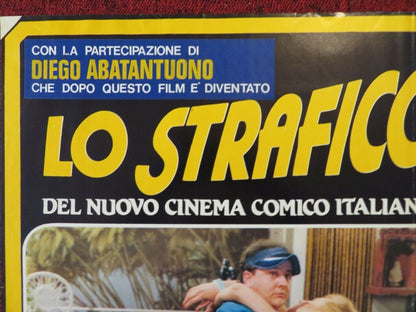 CON LA PARTECIPAZIONE DI
DIEGO ABATANTUONO
CHE DOPO QUESTO FILM E' DIVENTATO
LO STRAFICO
DEL NUOVO CINEMA COMICO ITALIAN